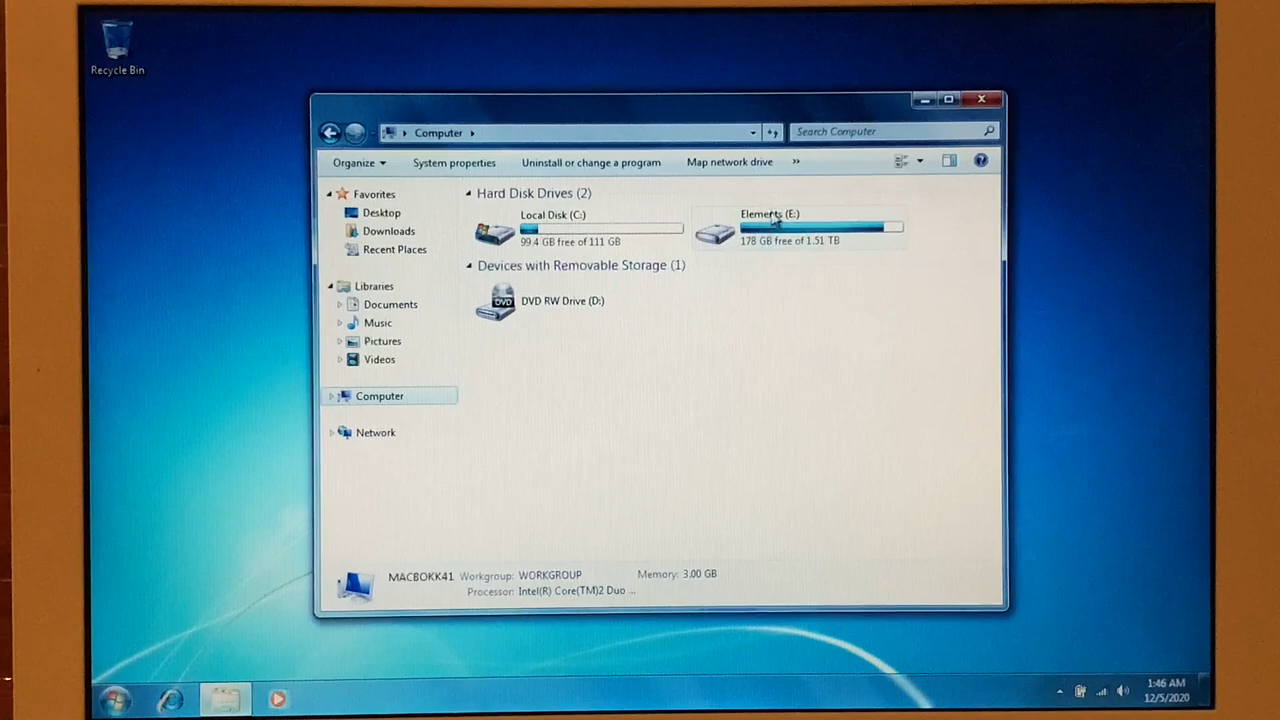 Recycle Bin
Computer
Search Computer
Organize
System properties
Uninstall or change a program
Map network drive
»
Favorites
Desktop
Downloads
Recent Places
Libraries
Documents
Music
Pictures
Videos
Computer
Network
Hard Disk Drives (2)
Local Disk (C:)
99.4 GB free of 111 GB
Elements (E:)
178 GB free of 1.51 TB
Devices with Removable Storage (1)
DVD
DVD RW Drive (D:)
MACBOKK41 Workgroup: WORKGROUP Memory: 3.00 GB
Processor: Intel(R) Core(TM)2 Duo ...
1:46 AM
12/5/2020